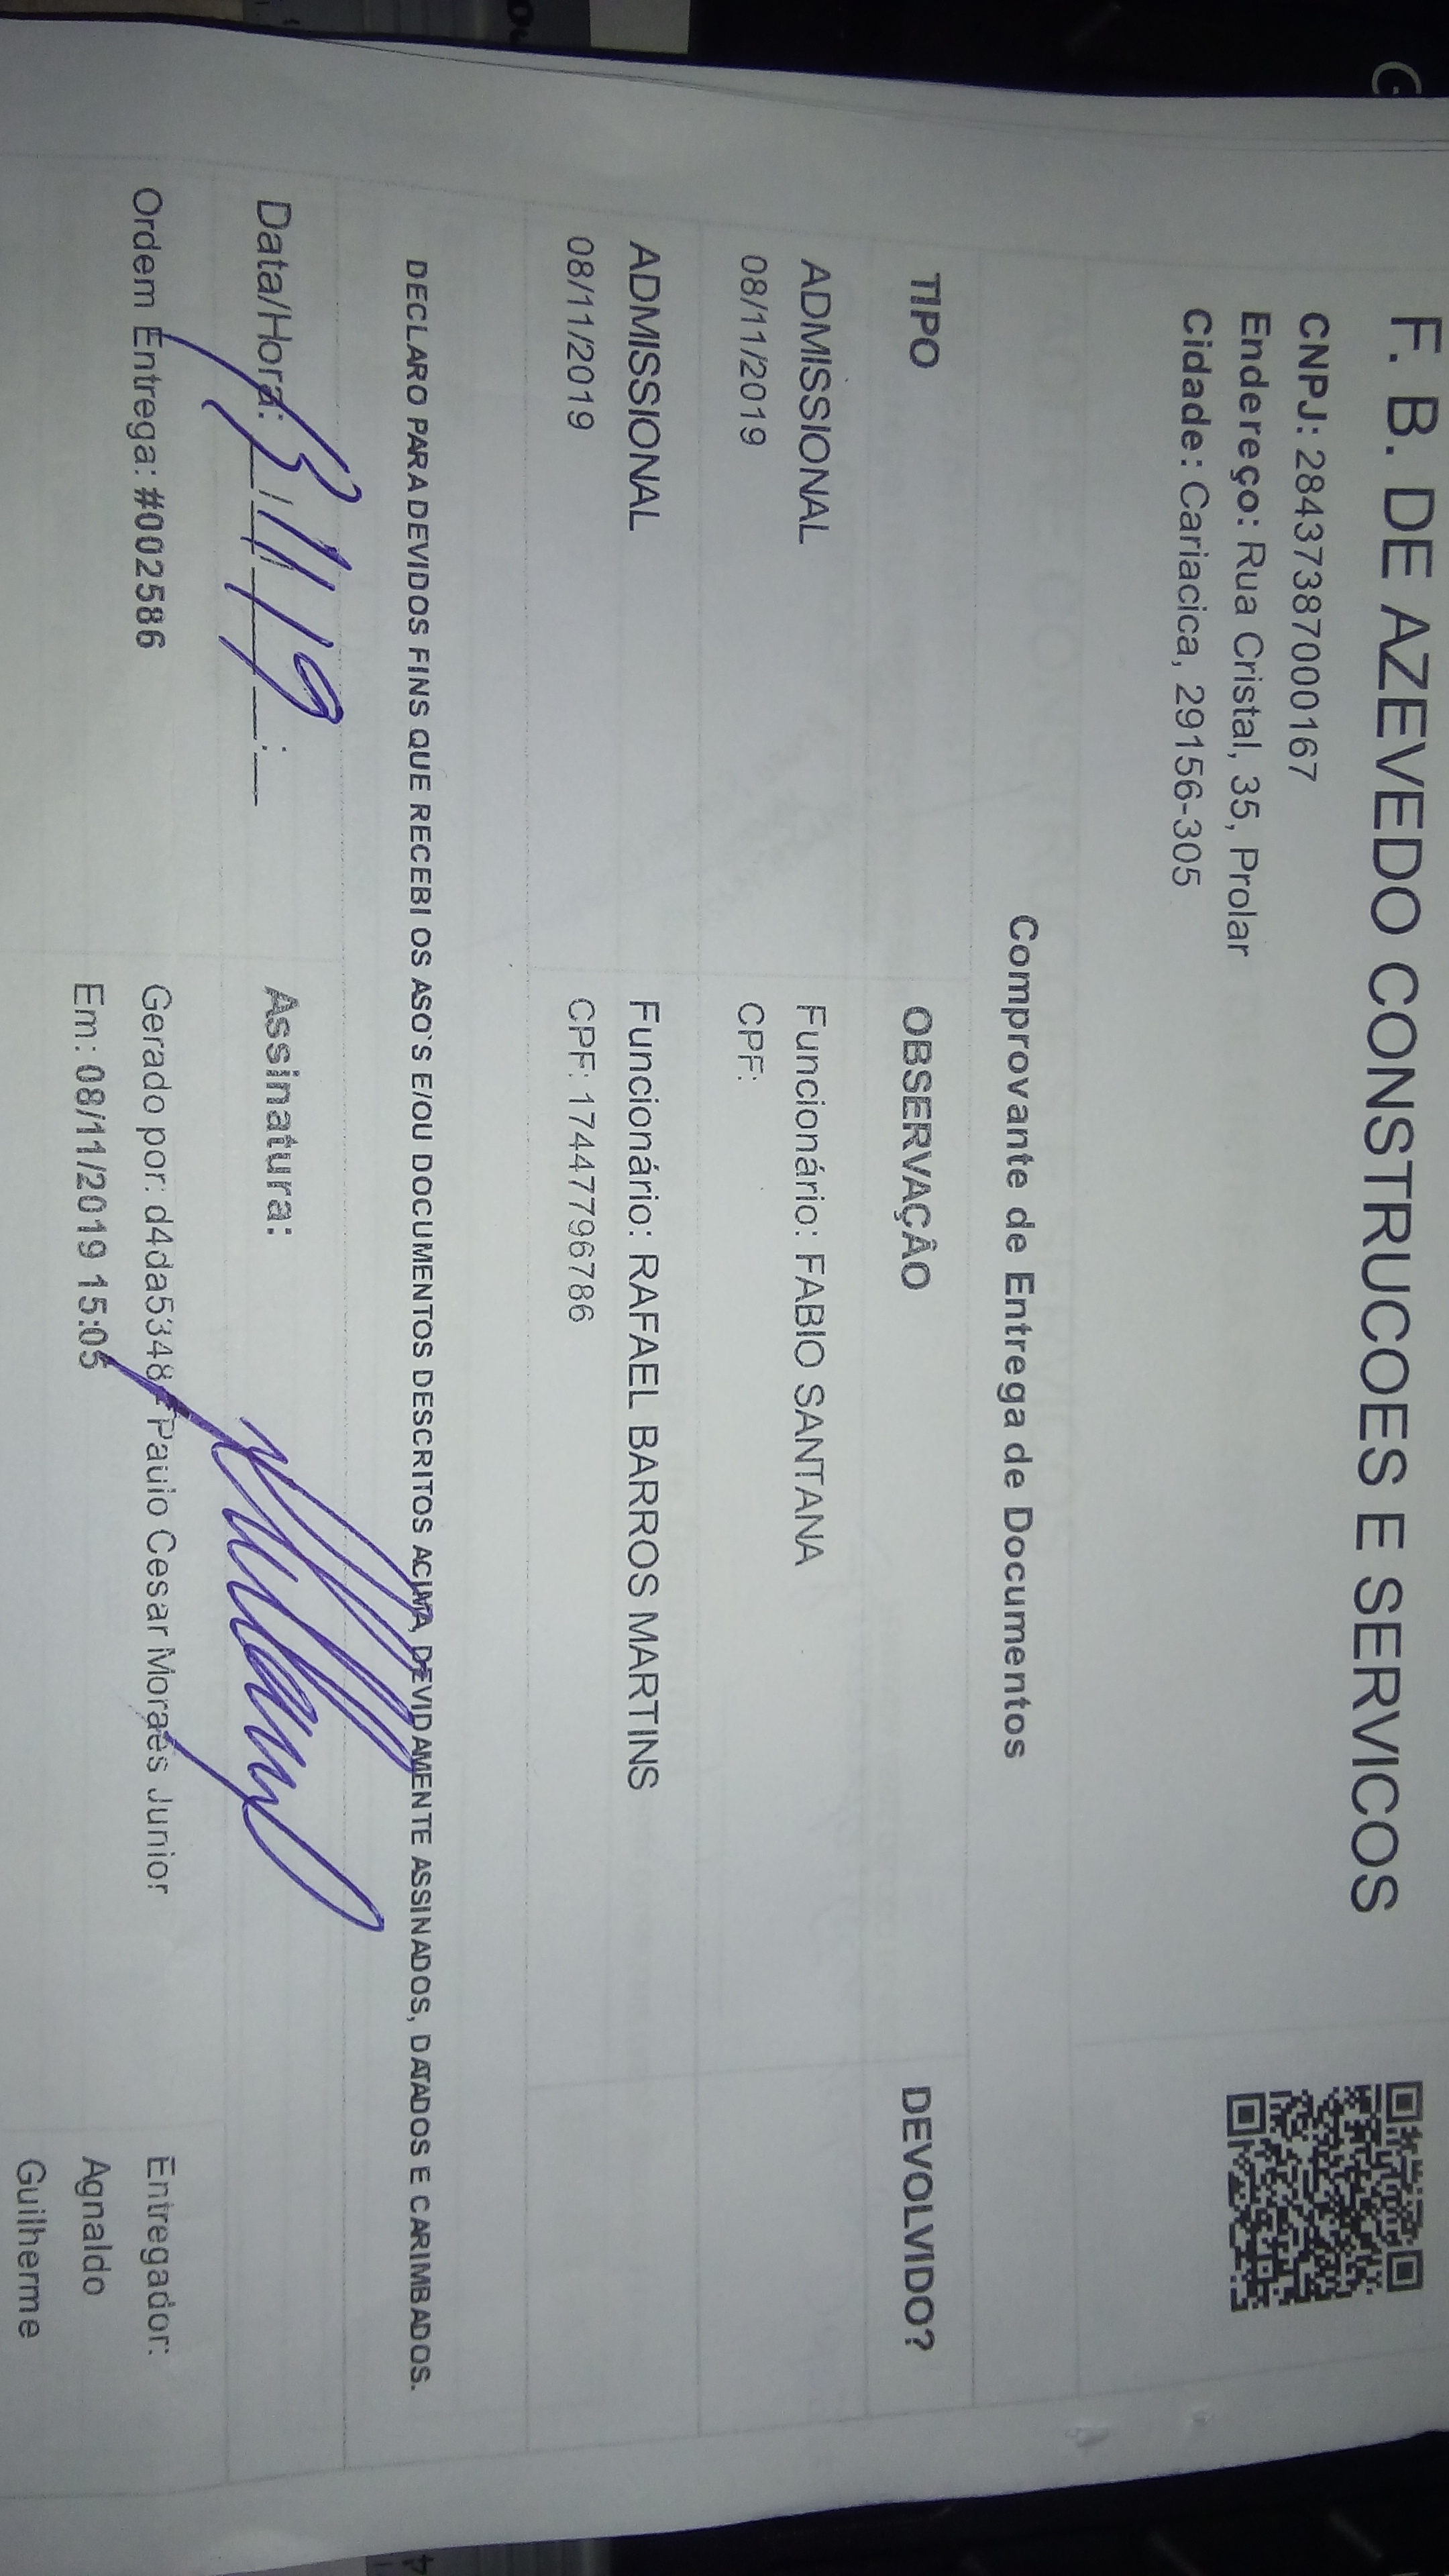 F. B. DE AZEVEDO CONSTRUCOES E SERVICOS
CNPJ: 28437387000167
Endereço: Rua Cristal, 35, Prolar
Cidade: Cariacica, 29156-305
Comprovante de Entrega de Documentos
TIPO OBSERVAÇÃO DEVOLVIDO?
ADMISSIONAL Funcionário: FABIO SANTANA
08/11/2019 CPF:
ADMISSIONAL Funcionário: RAFAEL BARROS MARTINS
08/11/2019 CPF: 17447796786
DECLARO PARA DEVIDOS FINS QUE RECEBI OS ASO`S E/OU DOCUMENTOS DESCRITOS ACIMA, DEVIDAMENTE ASSINADOS, DATADOS E CARIMBADOS.
Data/Hora: Assinatura:
Ordem Entrega: #002586 Gerado por: d4da5348 - Paulo Cesar Moraes Junior Entregador:
Em: 08/11/2019 15:05 Agnaldo
Guilherme